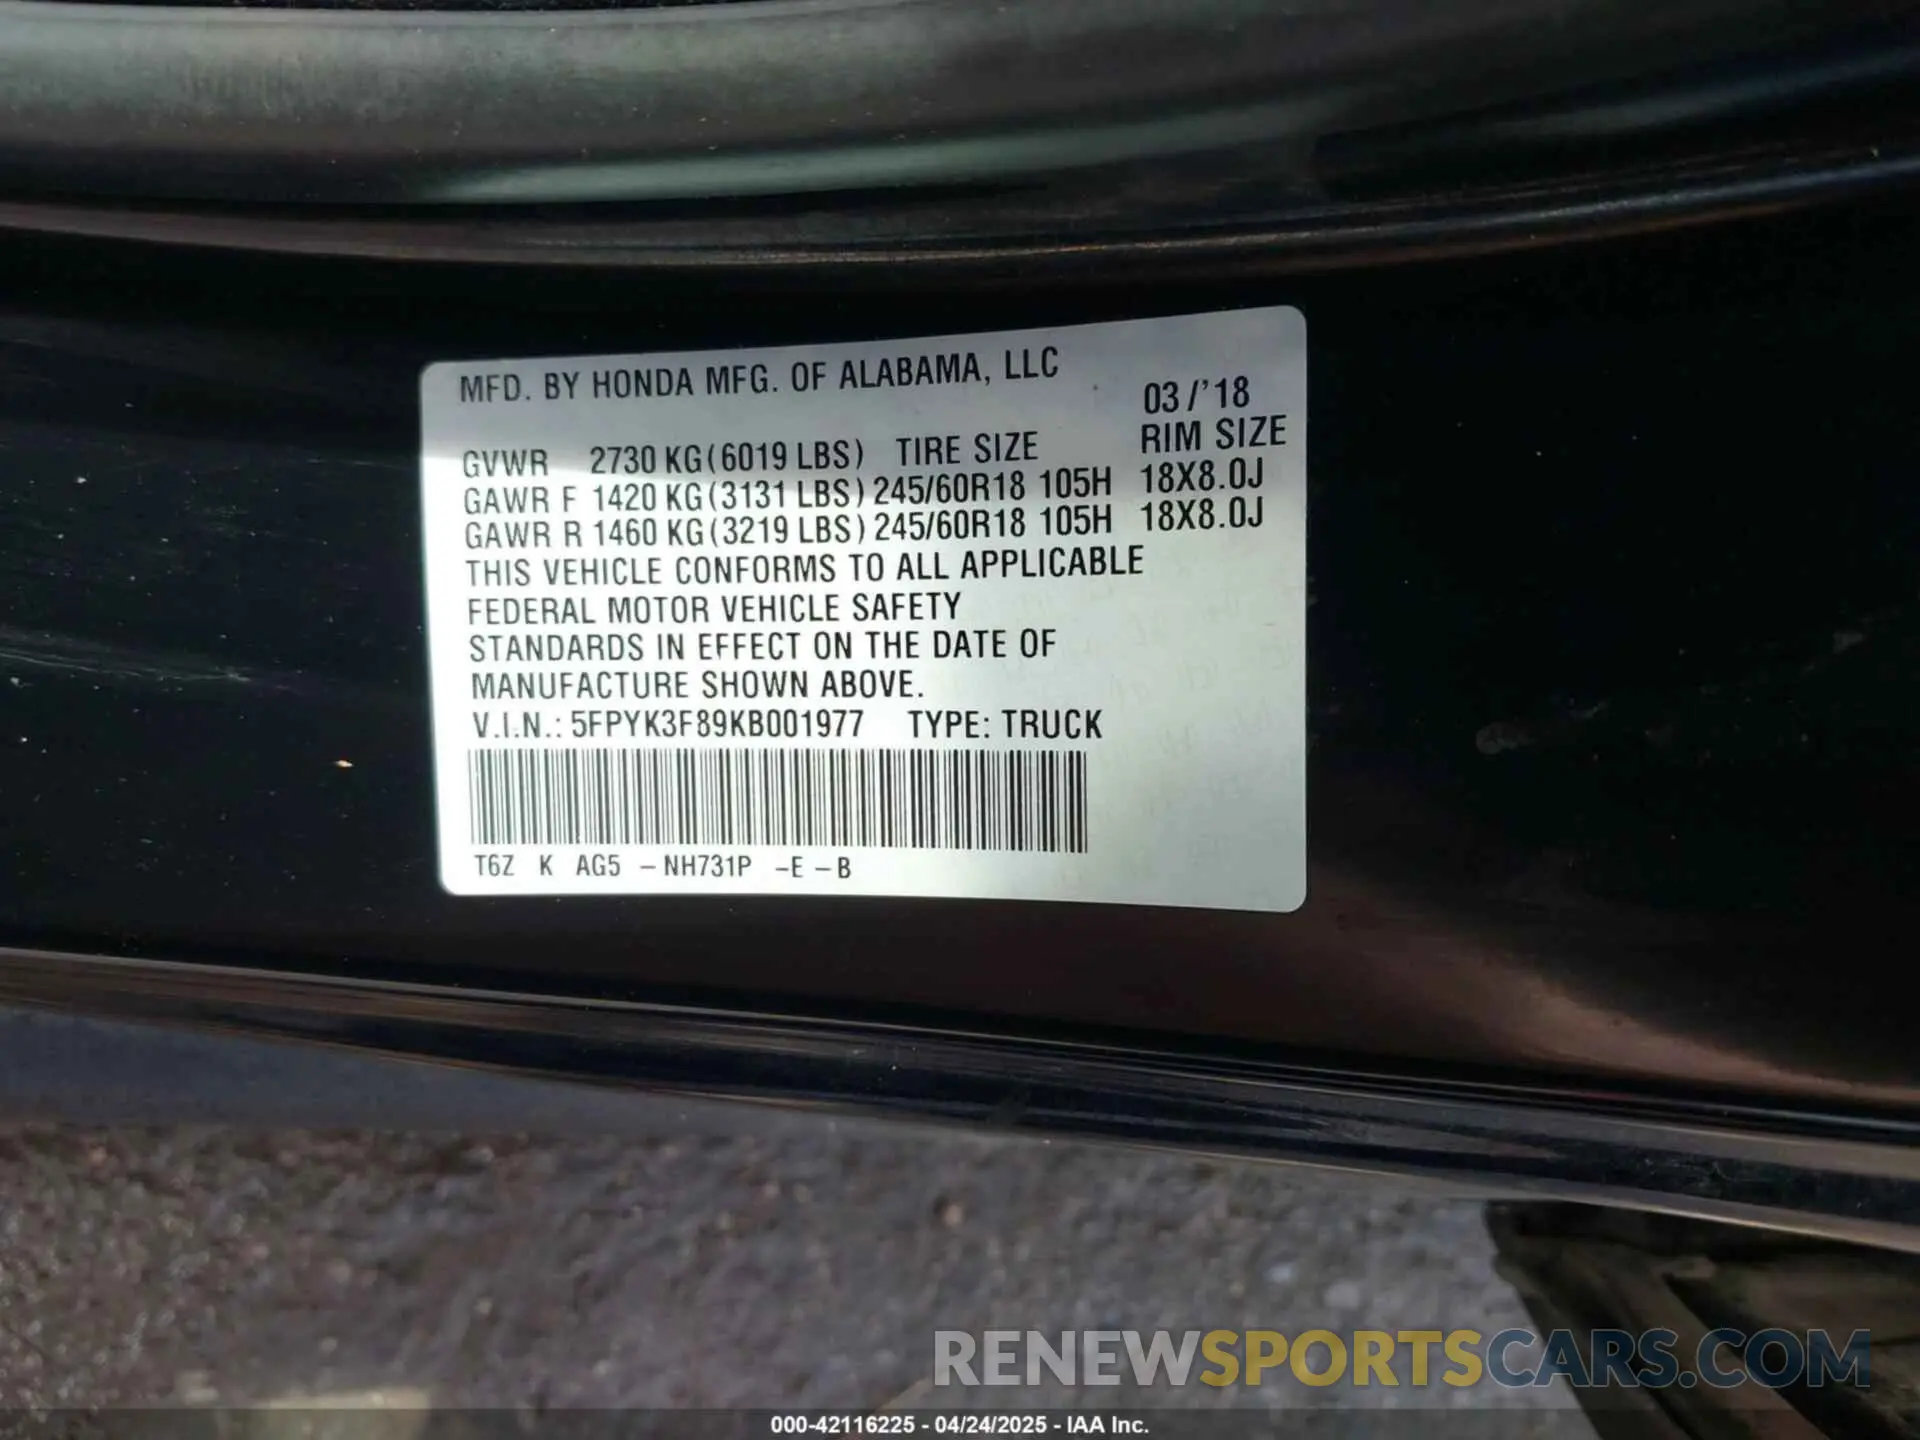 MFD. BY HONDA MFG. OF ALABAMA, LLC
03/'18
GVWR 2730 KG(6019 LBS) TIRE SIZE RIM SIZE
GAWR F 1420 KG(3131 LBS) 245/60R18 105H 18X8.0J
GAWR R 1460 KG(3219 LBS) 245/60R18 105H 18X8.0J
THIS VEHICLE CONFORMS TO ALL APPLICABLE
FEDERAL MOTOR VEHICLE SAFETY
STANDARDS IN EFFECT ON THE DATE OF
MANUFACTURE SHOWN ABOVE.
V.I.N.: 5FPYK3F89KB001977 TYPE: TRUCK
T6Z K AG5 -NH731P -E -B
RENEWSPORTSCARS.COM
000-42116225 - 04/24/2025 - IAA Inc.